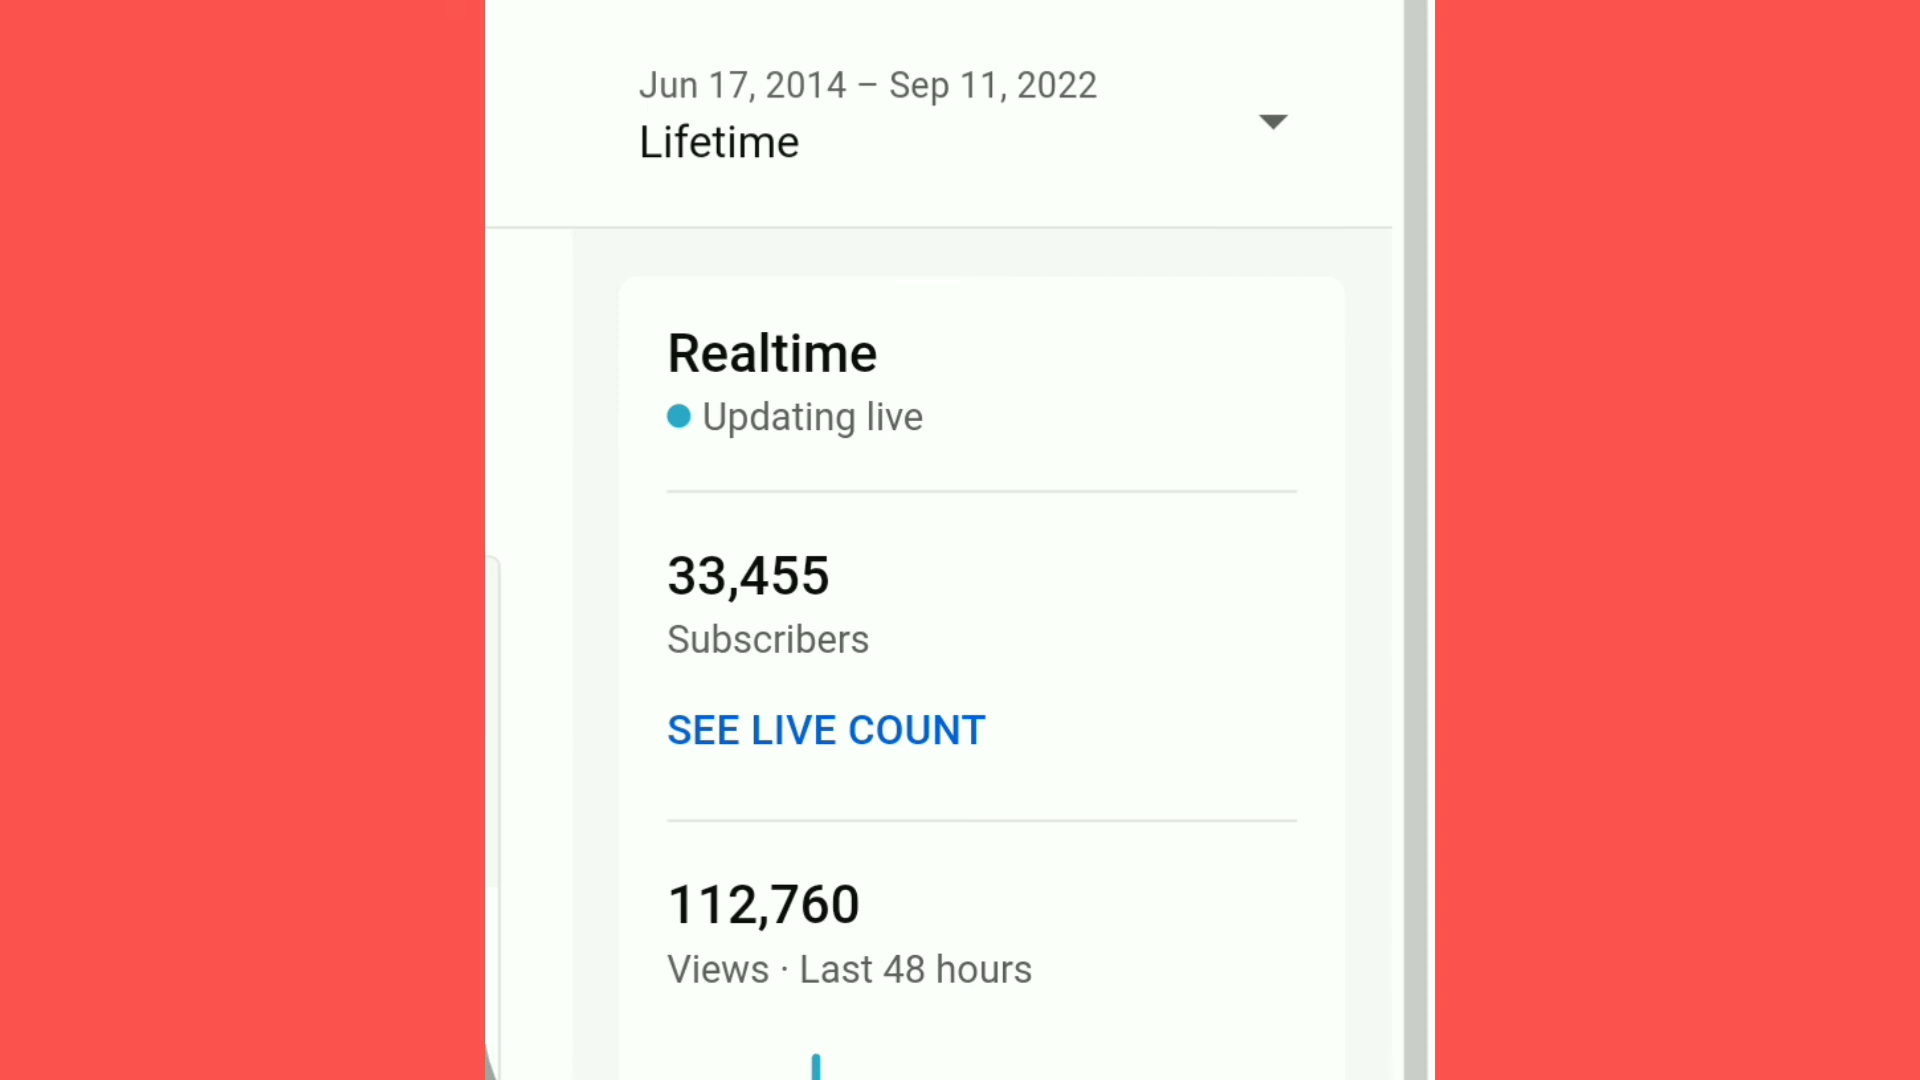 Jun 17, 2014 – Sep 11, 2022
Lifetime
Realtime
Updating live
33,455
Subscribers
SEE LIVE COUNT
112,760
Views · Last 48 hours